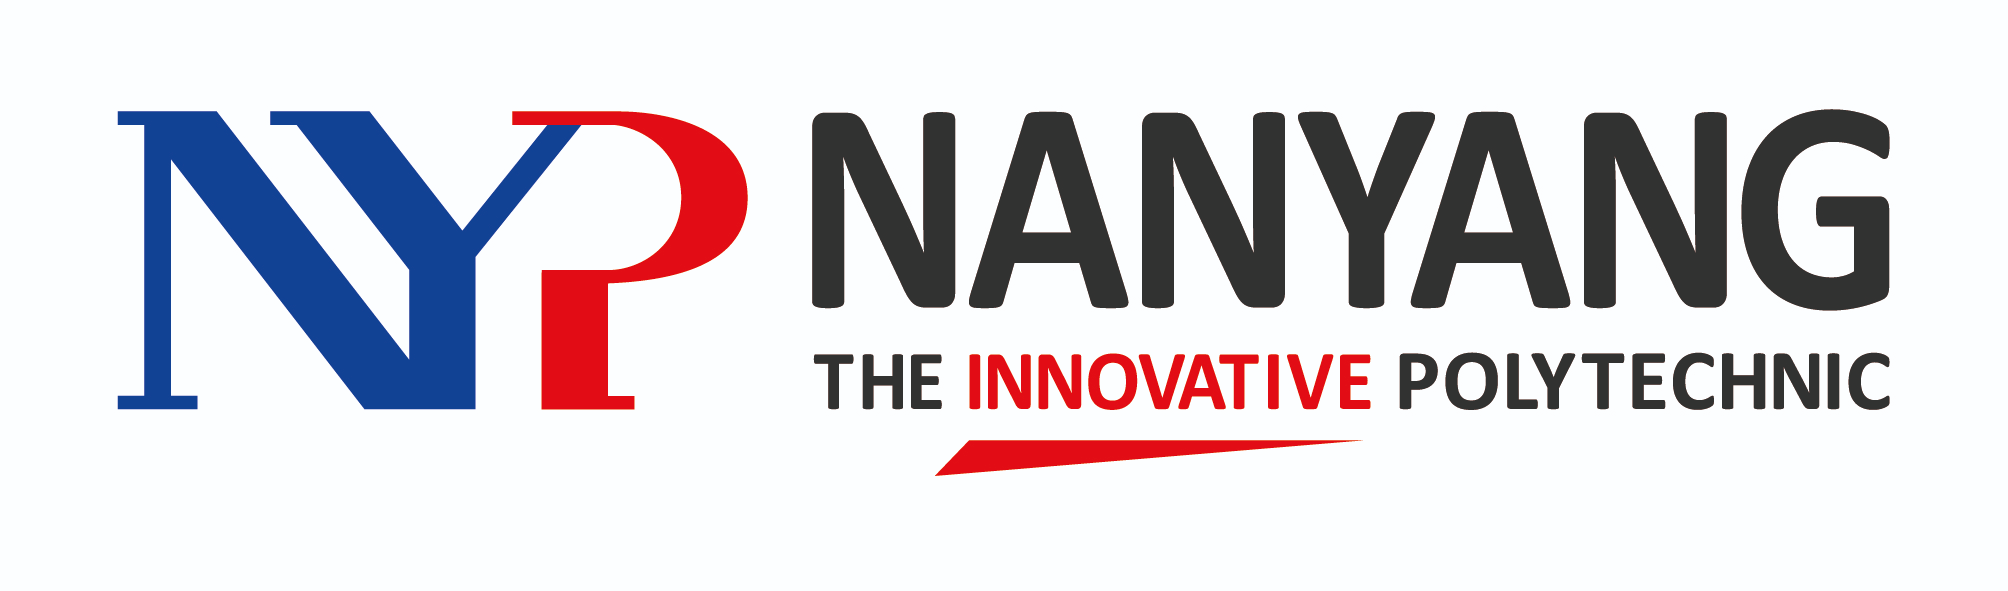 NYP
NANYANG
THE INNOVATIVE POLYTECHNIC